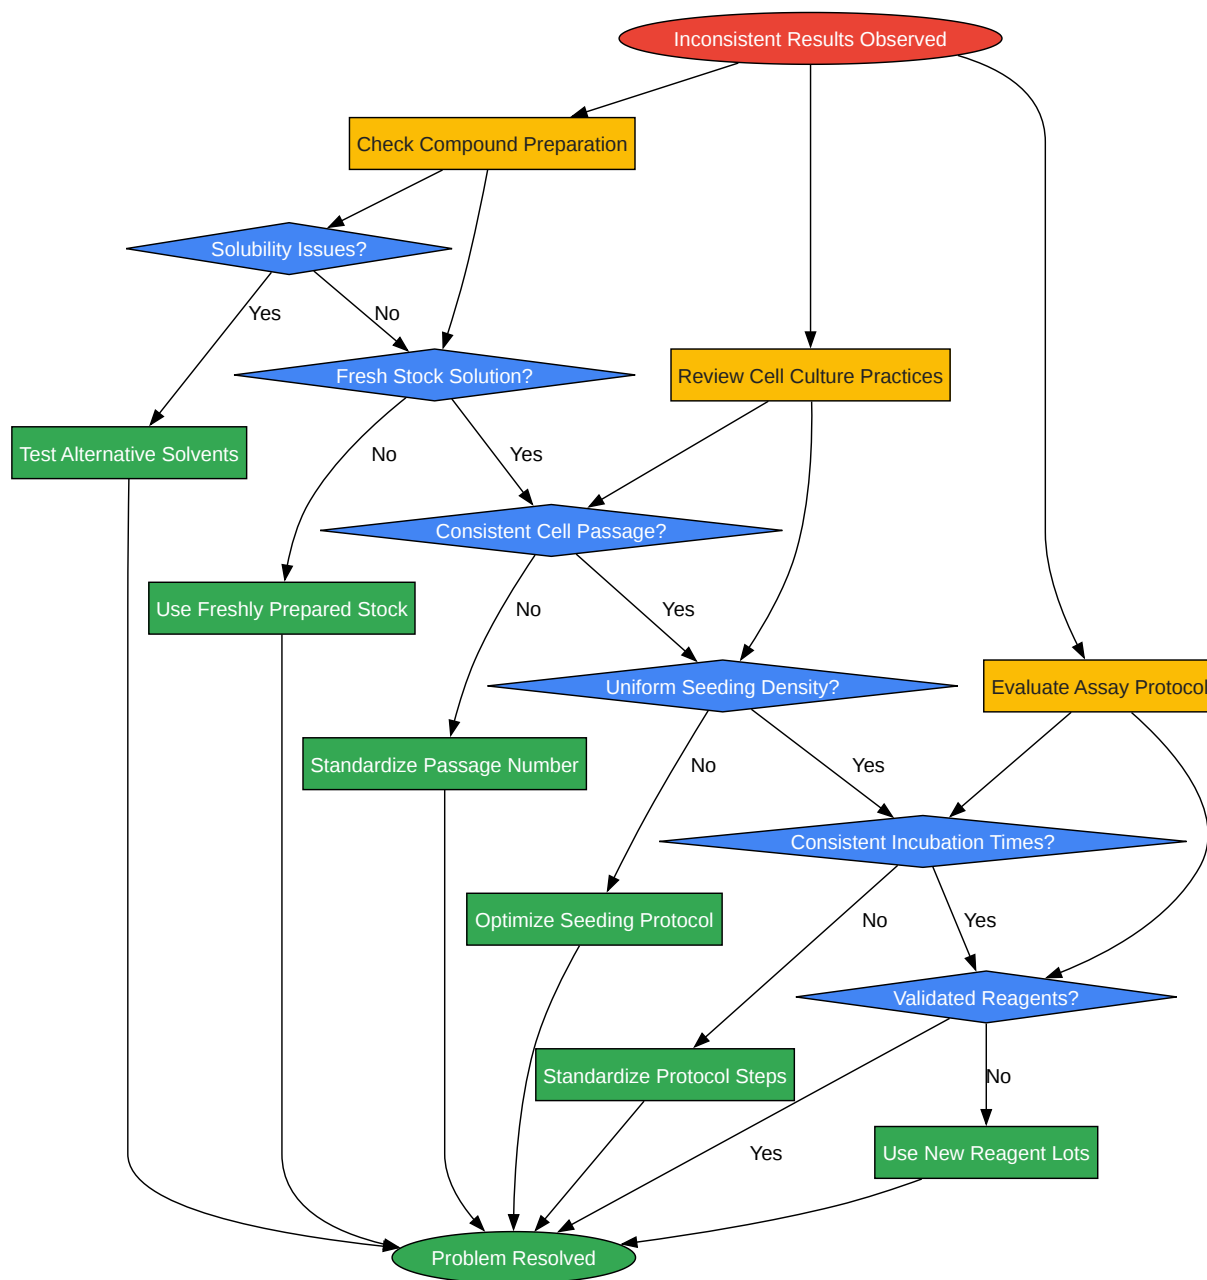 Inconsistent Results Observed
Check Compound Preparation
Solubility Issues?
Yes
No
Fresh Stock Solution?
Review Cell Culture Practices
Test Alternative Solvents
No
Yes
Consistent Cell Passage?
Use Freshly Prepared Stock
No
Yes
Uniform Seeding Density?
Evaluate Assay Protocol
Standardize Passage Number
No
Yes
Consistent Incubation Times?
Optimize Seeding Protocol
No
Yes
Validated Reagents?
Standardize Protocol Steps
No
Yes
Use New Reagent Lots
Problem Resolved